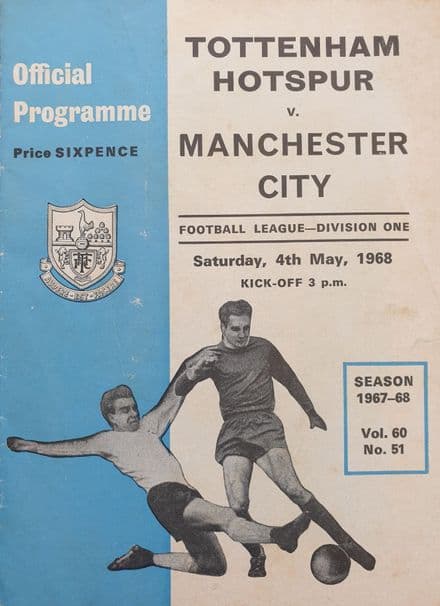 Official
Programme
Price SIXPENCE
TOTTENHAM
HOTSPUR
v.
MANCHESTER
CITY
FOOTBALL LEAGUE—DIVISION ONE
Saturday, 4th May, 1968
KICK-OFF 3 p.m.
SEASON
1967–68
Vol. 60
No. 51